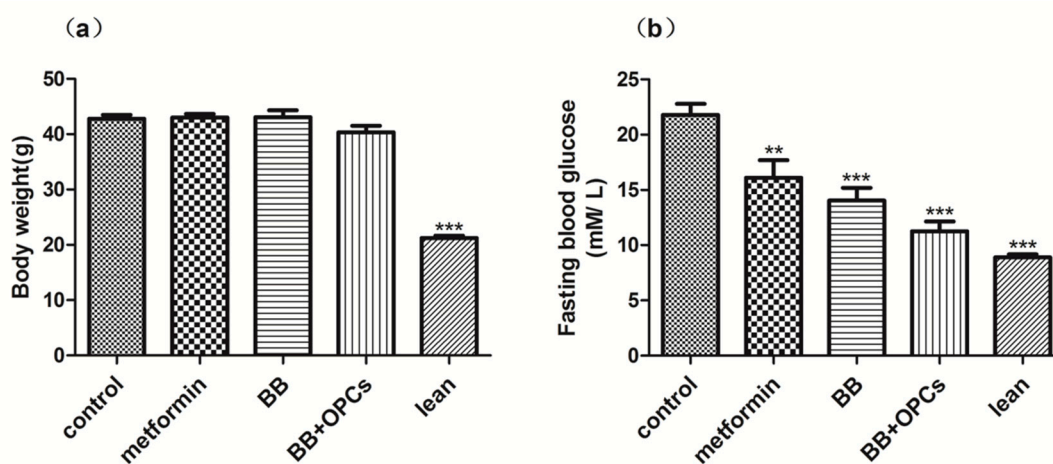 （a）
Body weight(g)
50
40
30
20
10
0
***
control
metformin
BB
BB+OPCs
lean
（b）
Fasting blood glucose
(mM/ L)
25
20
15
10
5
0
**
***
***
***
control
metformin
BB
BB+OPCs
lean